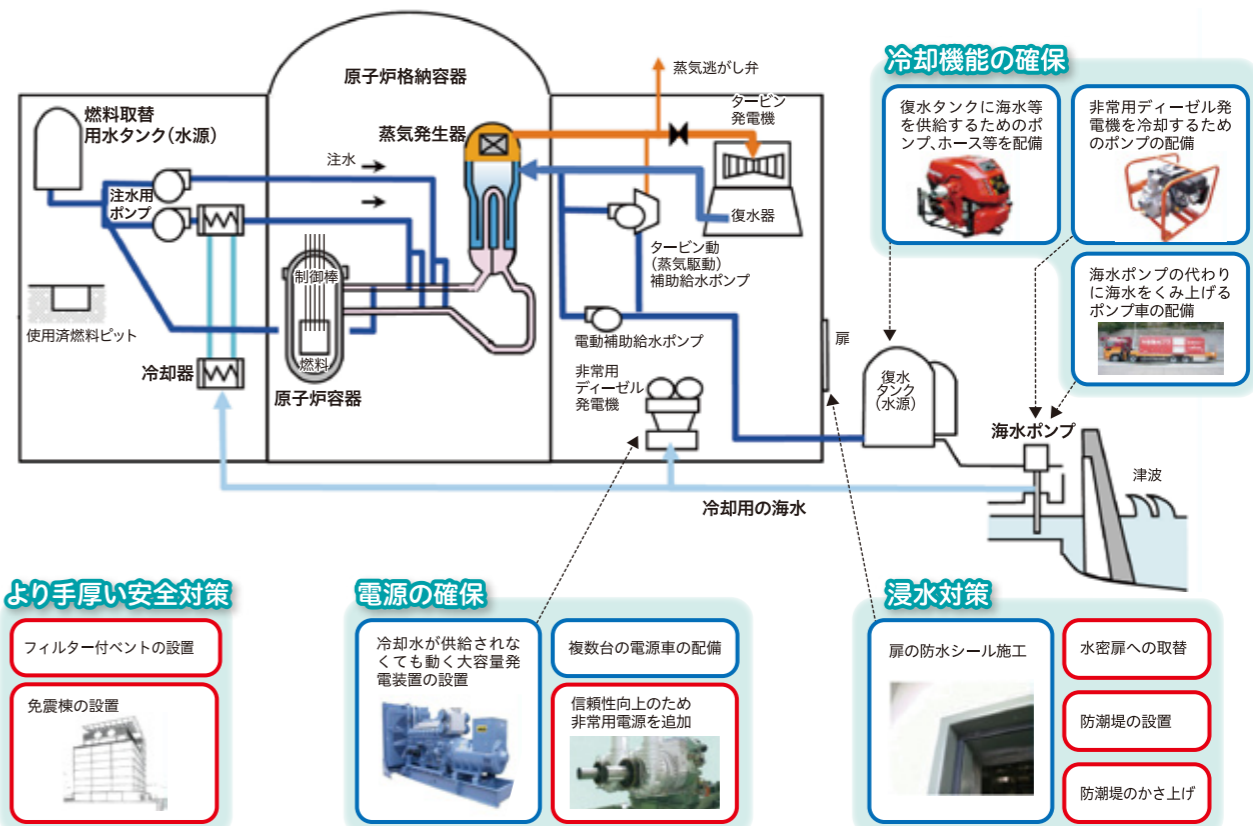 原子炉格納容器
燃料取替
用水タンク(水源)
蒸気発生器
蒸気逃がし弁
タービン
発電機
注水
注水用
ポンプ
復水器
タービン動
(蒸気駆動)
補助給水ポンプ
制御棒
使用済燃料ピット
電動補助給水ポンプ
扉
冷却器
燃料
原子炉容器
非常用
ディーゼル
発電機
復水
タンク
(水源)
海水ポンプ
津波
冷却用の海水
冷却機能の確保
復水タンクに海水等
を供給するためのポ
ンプ、ホース等を配備
非常用ディーゼル発
電機を冷却するため
のポンプの配備
海水ポンプの代わり
に海水をくみ上げる
ポンプ車の配備
より手厚い安全対策
フィルター付ベントの設置
免震棟の設置
電源の確保
冷却水が供給されな
くても動く大容量発
電装置の設置
複数台の電源車の配備
信頼性向上のため
非常用電源を追加
浸水対策
扉の防水シール施工
水密扉への取替
防潮堤の設置
防潮堤のかさ上げ